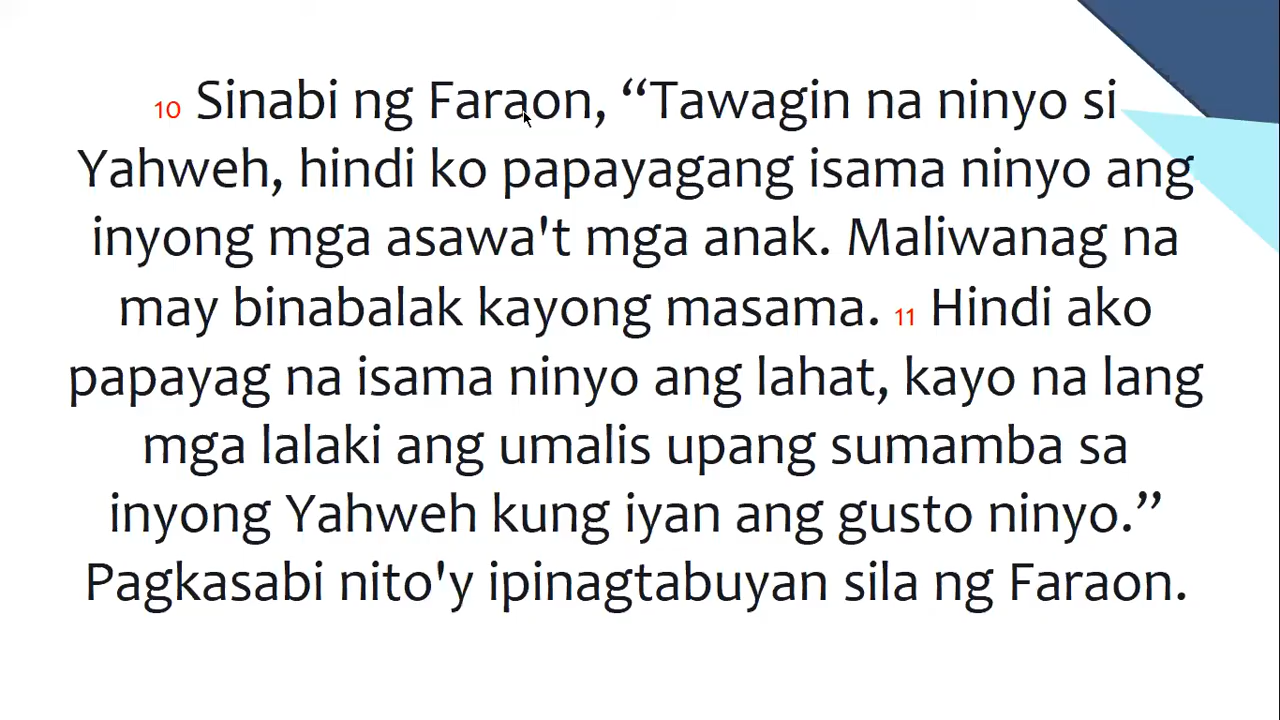 10 Sinabi ng Faraon, “Tawagin na ninyo si
Yahweh, hindi ko papayagang isama ninyo ang
inyong mga asawa't mga anak. Maliwanag na
may binabalak kayong masama. 11 Hindi ako
papayag na isama ninyo ang lahat, kayo na lang
mga lalaki ang umalis upang sumamba sa
inyong Yahweh kung iyan ang gusto ninyo.”
Pagkasabi nito'y ipinagtabuyan sila ng Faraon.